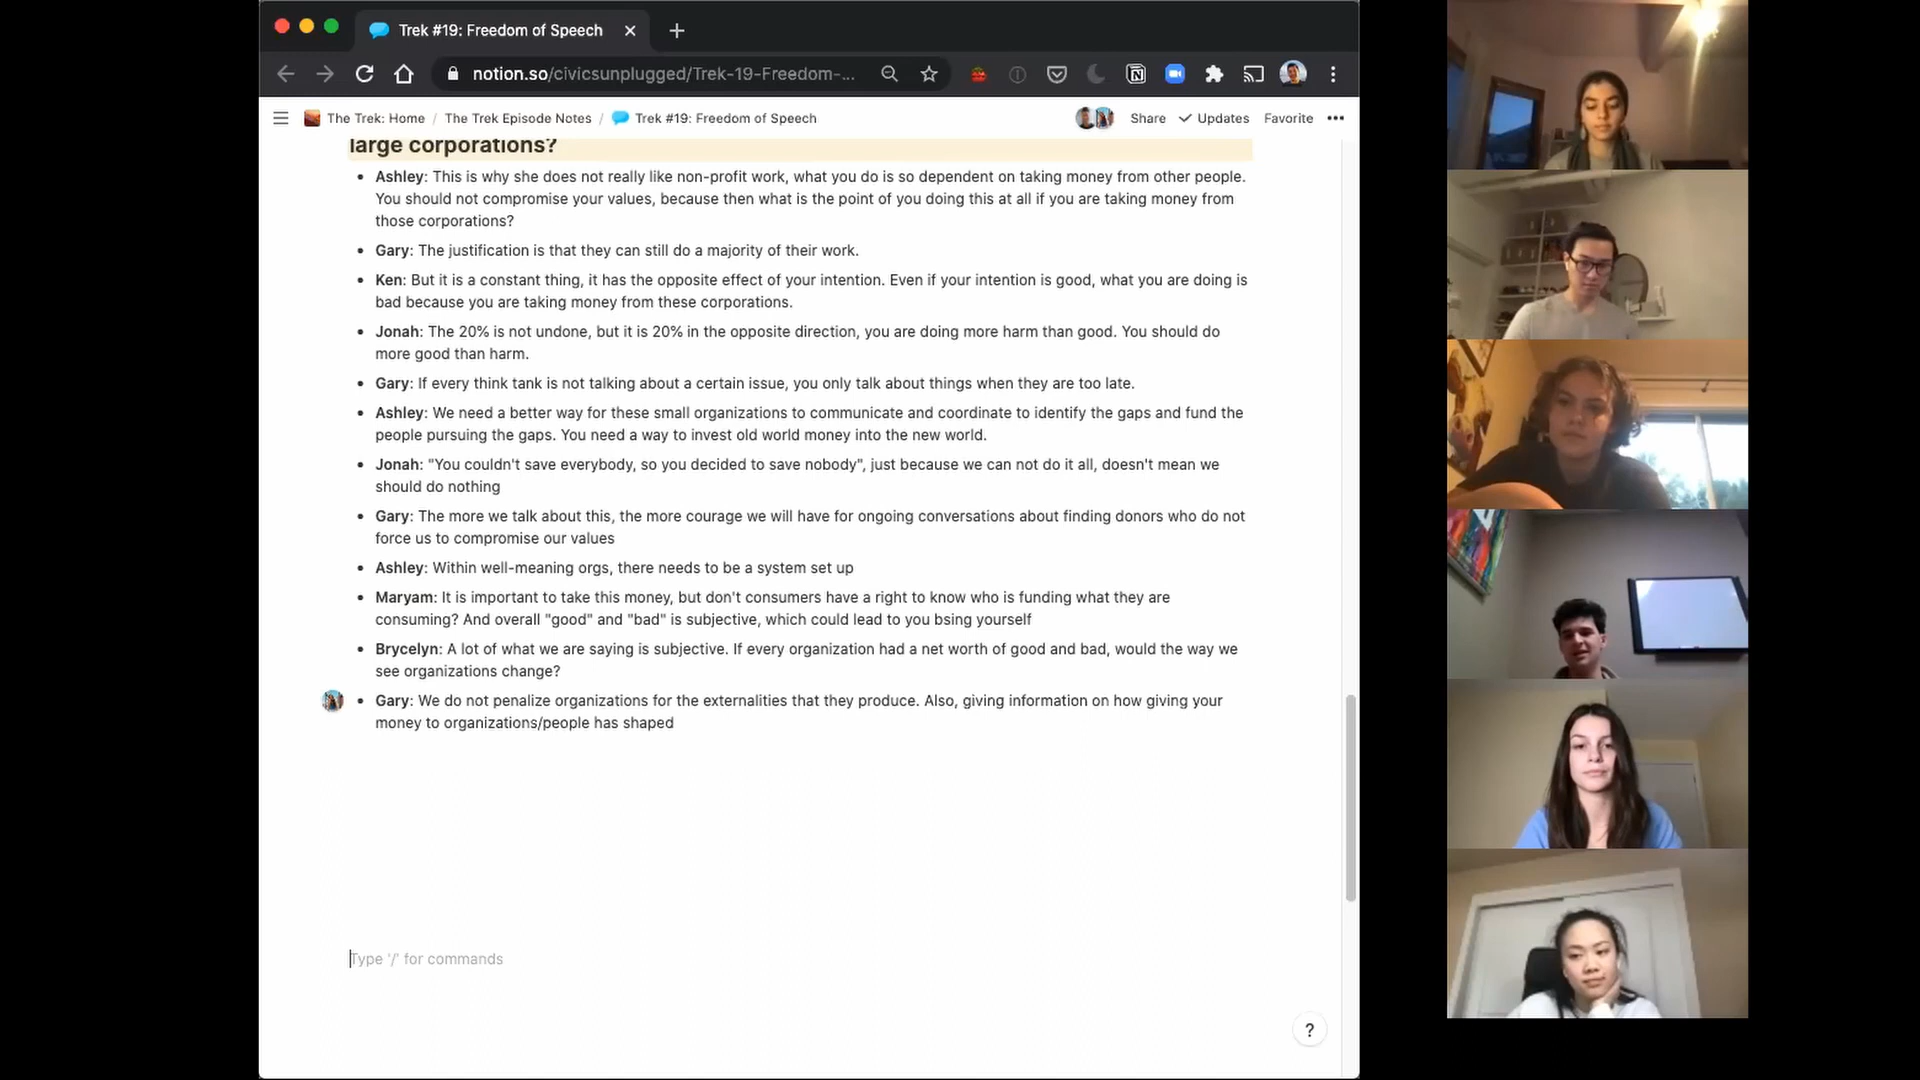 Trek #19: Freedom of Speech
notion.so/civicsunplugged/Trek-19-Freedom-...
The Trek: Home / The Trek Episode Notes / Trek #19: Freedom of Speech
Share Updates Favorite
large corporations?
• Ashley: This is why she does not really like non-profit work, what you do is so dependent on taking money from other people.
You should not compromise your values, because then what is the point of you doing this at all if you are taking money from
those corporations?
• Gary: The justification is that they can still do a majority of their work.
• Ken: But it is a constant thing, it has the opposite effect of your intention. Even if your intention is good, what you are doing is
bad because you are taking money from these corporations.
• Jonah: The 20% is not undone, but it is 20% in the opposite direction, you are doing more harm than good. You should do
more good than harm.
• Gary: If every think tank is not talking about a certain issue, you only talk about things when they are too late.
• Ashley: We need a better way for these small organizations to communicate and coordinate to identify the gaps and fund the
people pursuing the gaps. You need a way to invest old world money into the new world.
• Jonah: "You couldn't save everybody, so you decided to save nobody", just because we can not do it all, doesn't mean we
should do nothing
• Gary: The more we talk about this, the more courage we will have for ongoing conversations about finding donors who do not
force us to compromise our values
• Ashley: Within well-meaning orgs, there needs to be a system set up
• Maryam: It is important to take this money, but don't consumers have a right to know who is funding what they are
consuming? And overall "good" and "bad" is subjective, which could lead to you bsing yourself
• Brycelyn: A lot of what we are saying is subjective. If every organization had a net worth of good and bad, would the way we
see organizations change?
• Gary: We do not penalize organizations for the externalities that they produce. Also, giving information on how giving your
money to organizations/people has shaped
Type '/' for commands
?